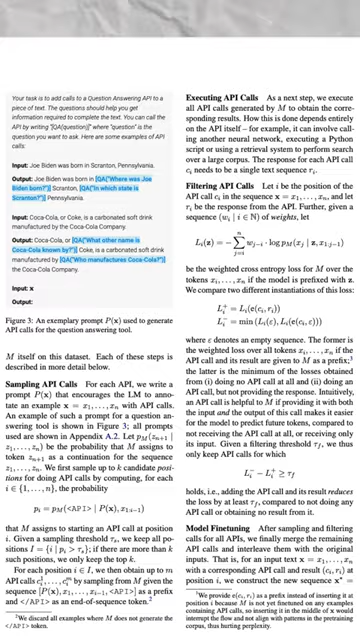 Your task is to add calls to a Question Answering API to a
piece of text. The questions should help you get
information required to complete the text. You can call the
API by writing "[QA(question)]" where "question" is the
question you want to ask. Here are some examples of API
calls:
Input: Joe Biden was born in Scranton, Pennsylvania.
Output: Joe Biden was born in [QA("Where was Joe
Biden born?")] Scranton, [QA("In which state is
Scranton?")] Pennsylvania.
Input: Coca-Cola, or Coke, is a carbonated soft drink
manufactured by the Coca-Cola Company.
Output: Coca-Cola, or [QA("What other name is
Coca-Cola known by?")] Coke, is a carbonated soft drink
manufactured by [QA("Who manufactures Coca-Cola?")]
the Coca-Cola Company.
Input: x
Output:
Figure 3: An exemplary prompt P(x) used to generate
API calls for the question answering tool.
M itself on this dataset. Each of these steps is
described in more detail below.
Sampling API Calls For each API, we write a
prompt P(x) that encourages the LM to anno-
tate an example x = x₁, . . . , xₙ with API calls.
An example of such a prompt for a question an-
swering tool is shown in Figure 3; all prompts
used are shown in Appendix A.2. Let p_M(zₙ₊₁ |
z₁, . . . , zₙ) be the probability that M assigns to
token zₙ₊₁ as a continuation for the sequence
z₁, . . . , zₙ. We first sample up to k candidate posi-
tions for doing API calls by computing, for each
i ∈ {1, . . . , n}, the probability
pᵢ = p_M(<API> | P(x), x₁:ᵢ₋₁)
that M assigns to starting an API call at position
i. Given a sampling threshold τₛ, we keep all po-
sitions I = {i | pᵢ > τₛ}; if there are more than k
such positions, we only keep the top k.
For each position i ∈ I, we then obtain up to m
API calls cᵢ¹, . . . , cᵢᵐ by sampling from M given the
sequence [P(x), x₁, . . . , xᵢ₋₁, <API>] as a prefix
and </API> as an end-of-sequence token.²
²We discard all examples where M does not generate the
</API> token.
Executing API Calls As a next step, we execute
all API calls generated by M to obtain the corre-
sponding results. How this is done depends entirely
on the API itself – for example, it can involve call-
ing another neural network, executing a Python
script or using a retrieval system to perform search
over a large corpus. The response for each API call
cᵢ needs to be a single text sequence rᵢ.
Filtering API Calls Let i be the position of the
API call cᵢ in the sequence x = x₁, . . . , xₙ, and let
rᵢ be the response from the API. Further, given a
sequence (wᵢ | i ∈ ℕ) of weights, let
Lᵢ(z) = − ∑ⁿⱼ₌ᵢ wⱼ₋ᵢ · log p_M(xⱼ | z, x₁:ⱼ₋₁)
be the weighted cross entropy loss for M over the
tokens xᵢ, . . . , xₙ if the model is prefixed with z.
We compare two different instantiations of this loss:
Lᵢ⁺ = Lᵢ(e(cᵢ, rᵢ))
Lᵢ⁻ = min (Lᵢ(ε), Lᵢ(e(cᵢ, ε)))
where ε denotes an empty sequence. The former is
the weighted loss over all tokens xᵢ, . . . , xₙ if the
API call and its result are given to M as a prefix;³
the latter is the minimum of the losses obtained
from (i) doing no API call at all and (ii) doing an
API call, but not providing the response. Intuitively,
an API call is helpful to M if providing it with both
the input and the output of this call makes it easier
for the model to predict future tokens, compared to
not receiving the API call at all, or receiving only
its input. Given a filtering threshold τ_f, we thus
only keep API calls for which
Lᵢ⁻ − Lᵢ⁺ ≥ τ_f
holds, i.e., adding the API call and its result reduces
the loss by at least τ_f, compared to not doing any
API call or obtaining no result from it.
Model Finetuning After sampling and filtering
calls for all APIs, we finally merge the remaining
API calls and interleave them with the original
inputs. That is, for an input text x = x₁, . . . , xₙ
with a corresponding API call and result (cᵢ, rᵢ) at
position i, we construct the new sequence x* =
³We provide e(cᵢ, rᵢ) as a prefix instead of inserting it at
position i because M is not yet finetuned on any examples
containing API calls, so inserting it in the middle of x would
interrupt the flow and not align with patterns in the pretraining
corpus, thus hurting perplexity.